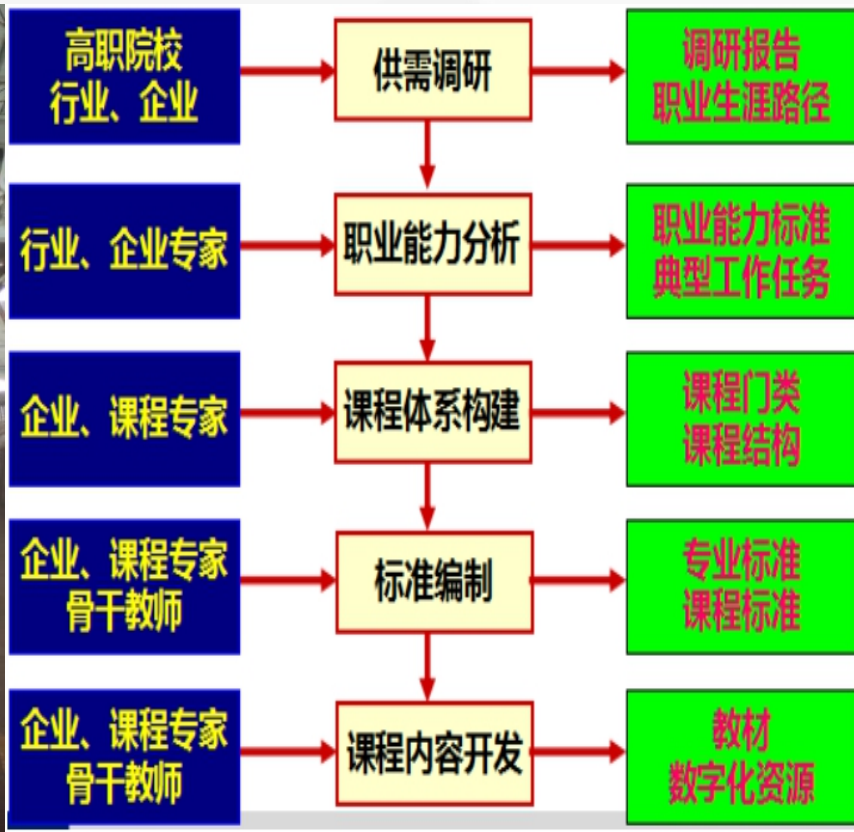 高职院校
行业、企业
供需调研
调研报告
职业生涯路径
行业、企业专家
职业能力分析
职业能力标准
典型工作任务
企业、课程专家
课程体系构建
课程门类
课程结构
企业、课程专家
骨干教师
标准编制
专业标准
课程标准
企业、课程专家
骨干教师
课程内容开发
教材
数字化资源